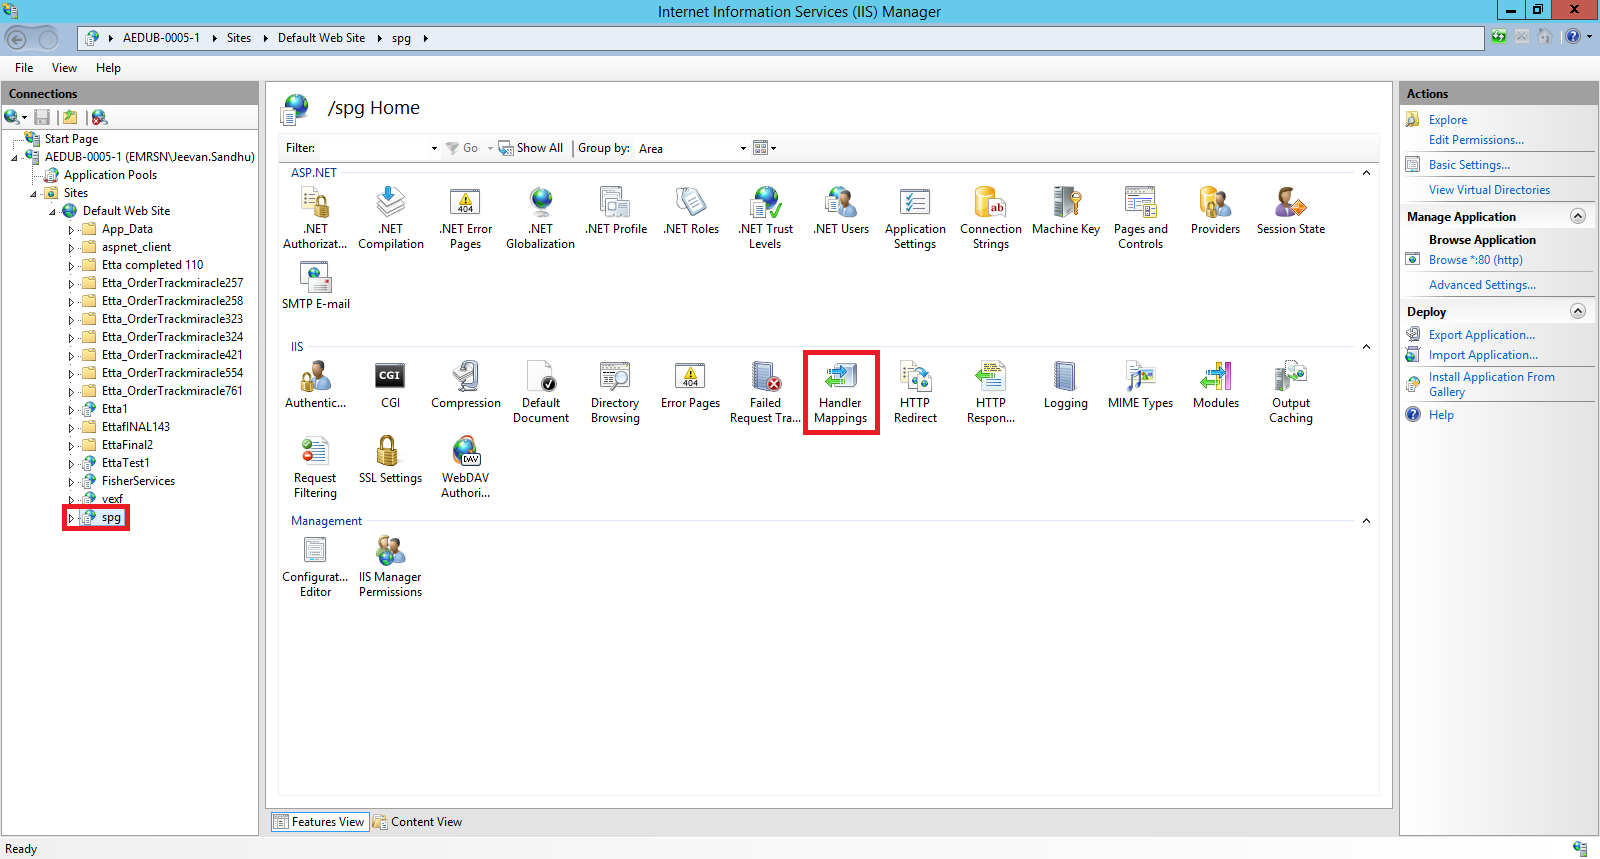 Internet Information Services (IIS) Manager
AEDUB-0005-1 Sites Default Web Site spg
File View Help
Connections
Start Page
AEDUB-0005-1 (EMRSN\Jeevan.Sandhu)
Application Pools
Sites
Default Web Site
App_Data
aspnet_client
Etta completed 110
Etta_OrderTrackmiracle257
Etta_OrderTrackmiracle258
Etta_OrderTrackmiracle323
Etta_OrderTrackmiracle324
Etta_OrderTrackmiracle421
Etta_OrderTrackmiracle554
Etta_OrderTrackmiracle761
Etta1
EttafINAL143
EttaFinal2
EttaTest1
FisherServices
vexf
spg
/spg Home
Filter: Go Show All Group by: Area
ASP.NET
.NET Authorizat...
.NET Compilation
404
.NET Error Pages
.NET Globalization
.NET Profile
.NET Roles
.NET Trust Levels
.NET Users
Application Settings
ab
Connection Strings
Machine Key
Pages and Controls
Providers
Session State
SMTP E-mail
IIS
Authentic...
CGI
CGI
Compression
Default Document
Directory Browsing
404
Error Pages
Failed Request Tra...
Handler Mappings
HTTP Redirect
HTTP Respon...
Logging
MIME Types
Modules
Output Caching
Request Filtering
SSL Settings
DAV
WebDAV Authori...
Management
Configurat... Editor
IIS Manager Permissions
Features View Content View
Actions
Explore
Edit Permissions...
Basic Settings...
View Virtual Directories
Manage Application
Browse Application
Browse *:80 (http)
Advanced Settings...
Deploy
Export Application...
Import Application...
Install Application From
Gallery
Help
Ready